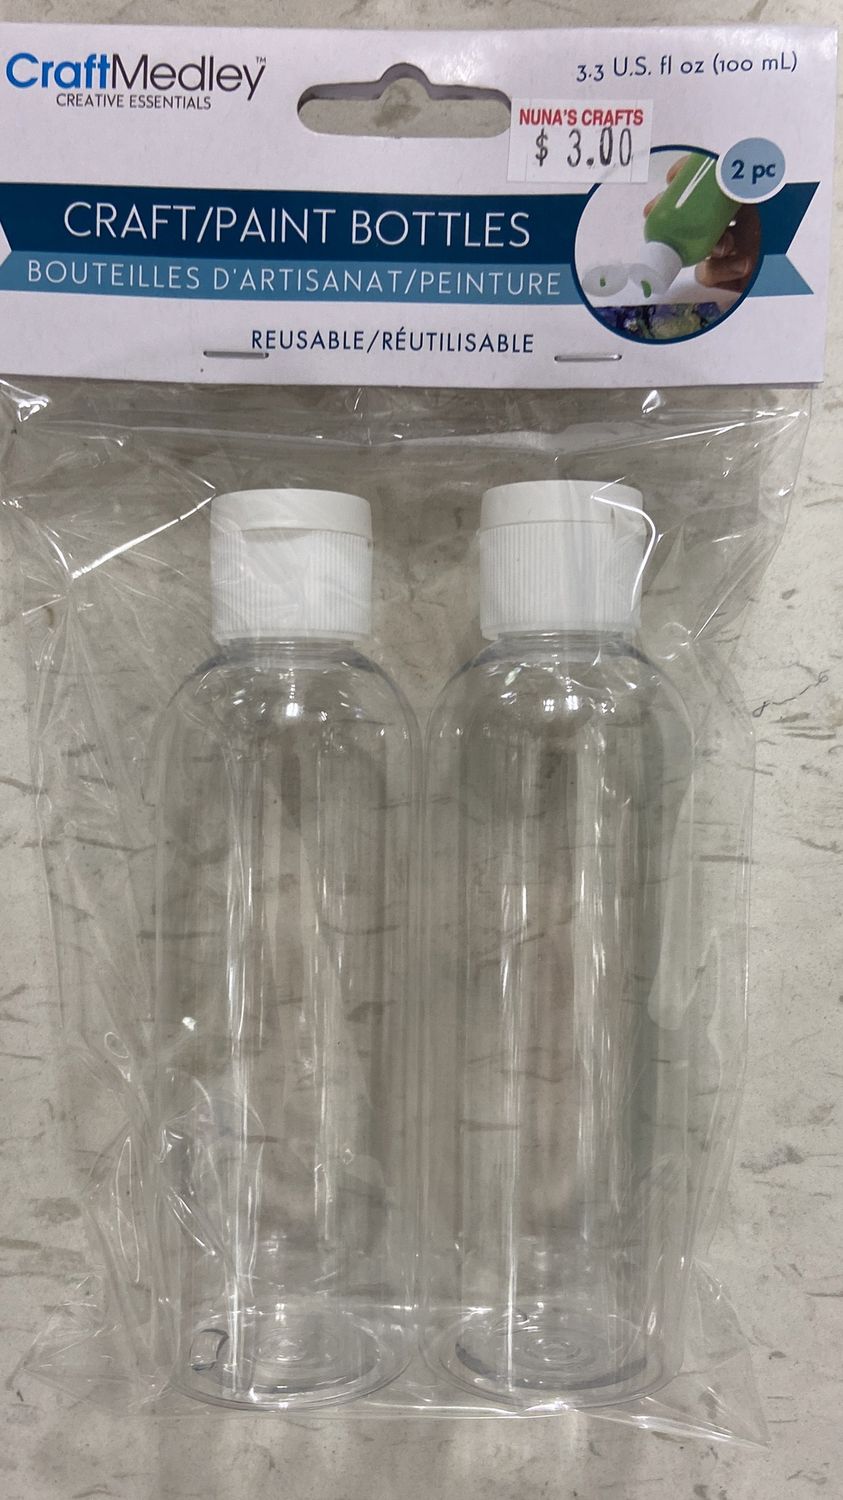 CraftMedley™
CREATIVE ESSENTIALS
3.3 U.S. fl oz (100 mL)
NUNA'S CRAFTS
$ 3.00
2 pc
CRAFT/PAINT BOTTLES
BOUTEILLES D'ARTISANAT/PEINTURE
REUSABLE/RÉUTILISABLE